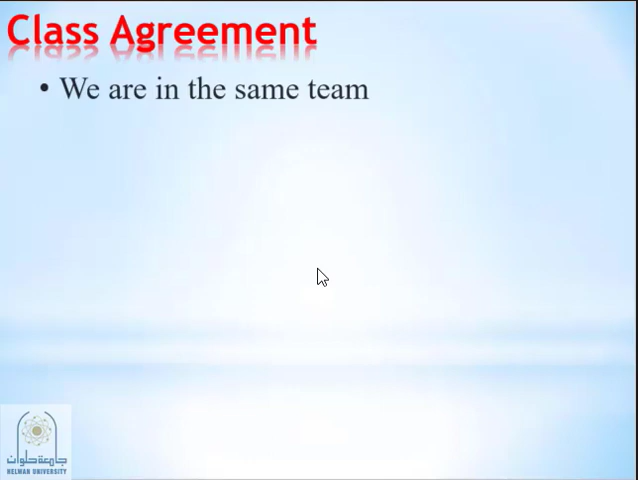 Class Agreement
• We are in the same team
جامعة حلوان
HELWAN UNIVERSITY